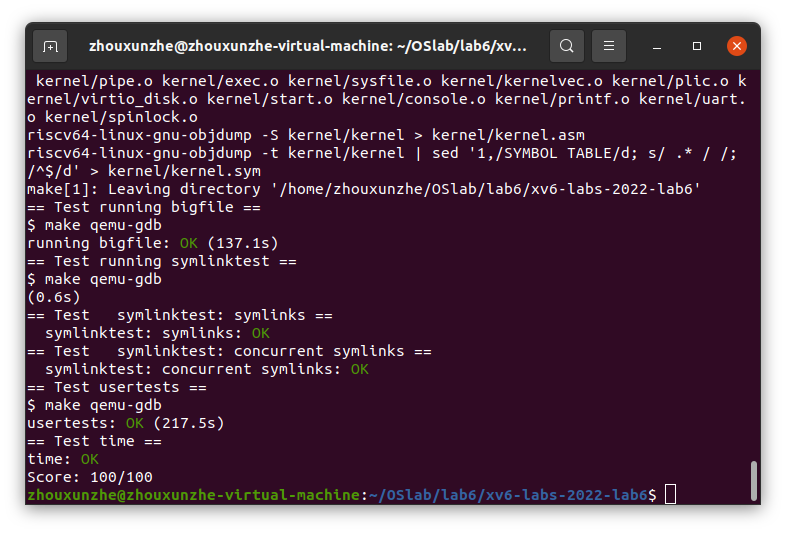 zhouxunzhe@zhouxunzhe-virtual-machine: ~/OSlab/lab6/xv...
kernel/pipe.o kernel/exec.o kernel/sysfile.o kernel/kernelvec.o kernel/plic.o k
ernel/virtio_disk.o kernel/start.o kernel/console.o kernel/printf.o kernel/uart.
o kernel/spinlock.o
riscv64-linux-gnu-objdump -S kernel/kernel > kernel/kernel.asm
riscv64-linux-gnu-objdump -t kernel/kernel | sed '1,/SYMBOL TABLE/d; s/ .* / /;
/^$/d' > kernel/kernel.sym
make[1]: Leaving directory '/home/zhouxunzhe/OSlab/lab6/xv6-labs-2022-lab6'
== Test running bigfile ==
$ make qemu-gdb
running bigfile: OK (137.1s)
== Test running symlinktest ==
$ make qemu-gdb
(0.6s)
== Test   symlinktest: symlinks ==
  symlinktest: symlinks: OK
== Test   symlinktest: concurrent symlinks ==
  symlinktest: concurrent symlinks: OK
== Test usertests ==
$ make qemu-gdb
usertests: OK (217.5s)
== Test time ==
time: OK
Score: 100/100
zhouxunzhe@zhouxunzhe-virtual-machine:~/OSlab/lab6/xv6-labs-2022-lab6$